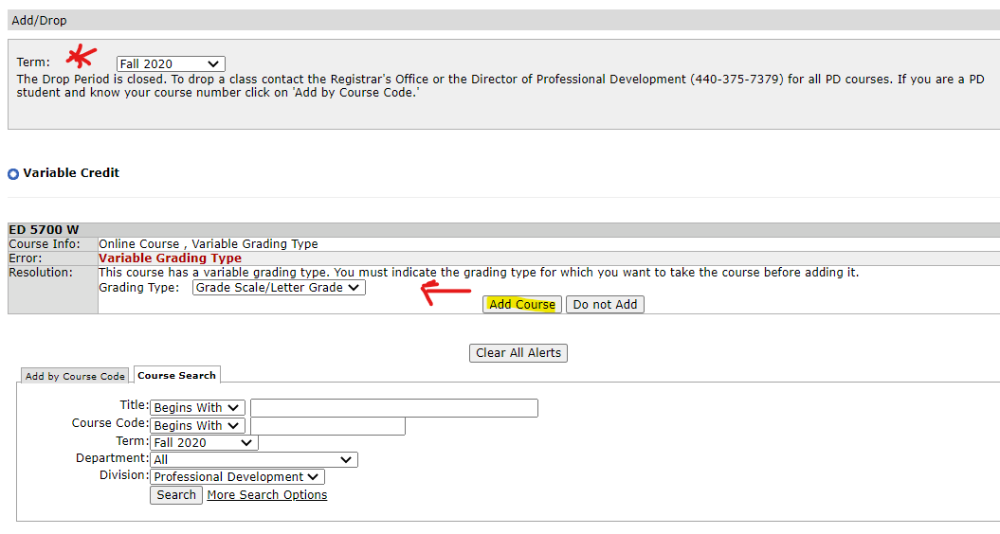 Add/Drop
Term: Fall 2020
The Drop Period is closed. To drop a class contact the Registrar's Office or the Director of Professional Development (440-375-7379) for all PD courses. If you are a PD
student and know your course number click on 'Add by Course Code.'
Variable Credit
ED 5700 W
Course Info: Online Course , Variable Grading Type
Error: Variable Grading Type
Resolution: This course has a variable grading type. You must indicate the grading type for which you want to take the course before adding it.
Grading Type: Grade Scale/Letter Grade
Add Course Do not Add
Clear All Alerts
Add by Course Code Course Search
Title: Begins With
Course Code: Begins With
Term: Fall 2020
Department: All
Division: Professional Development
Search More Search Options